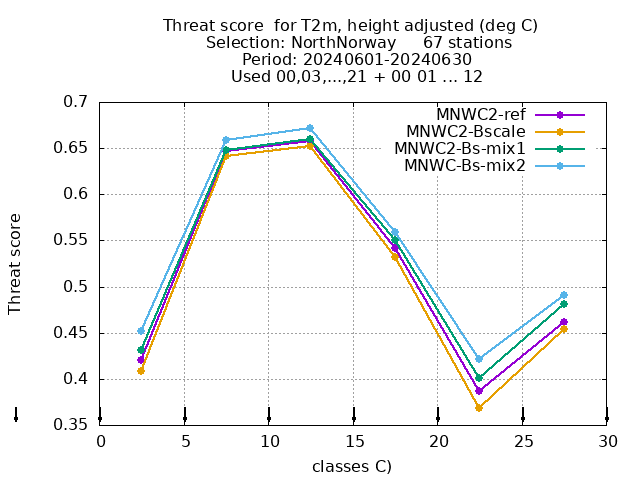 Threat score  for T2m, height adjusted (deg C)
Selection: NorthNorway     67 stations
Period: 20240601-20240630
Used 00,03,...,21 + 00 01 ... 12
MNWC2-ref
MNWC2-Bscale
MNWC2-Bs-mix1
MNWC-Bs-mix2
Threat score
0.7
0.65
0.6
0.55
0.5
0.45
0.4
0.35
0 5 10 15 20 25 30
classes C)